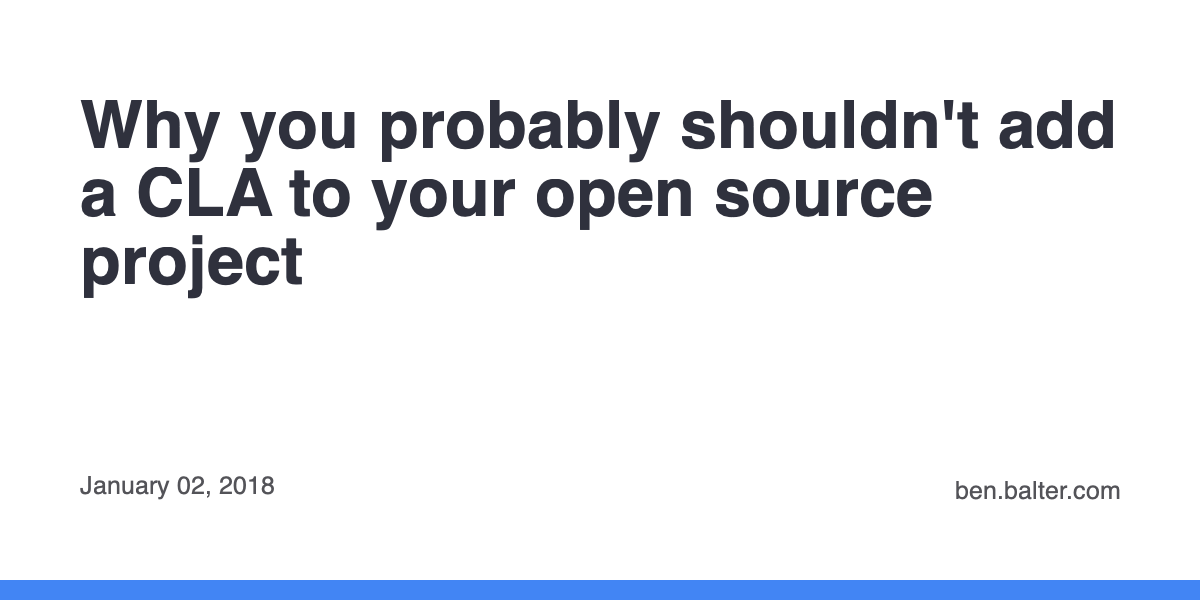 Why you probably shouldn't add
a CLA to your open source
project
January 02, 2018
ben.balter.com